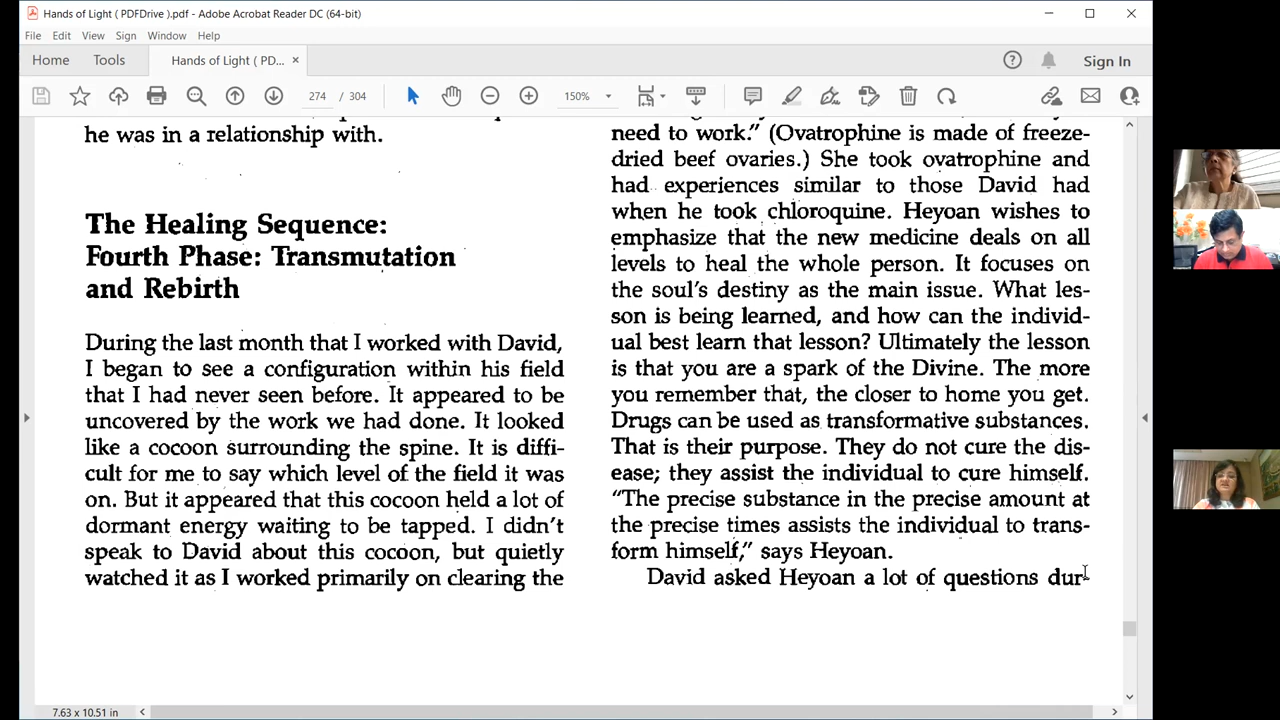 Hands of Light ( PDFDrive ).pdf - Adobe Acrobat Reader DC (64-bit)
File Edit View Sign Window Help
Home Tools Hands of Light ( PD... × Sign In
274 / 304 150%
he was in a relationship with.
The Healing Sequence:
Fourth Phase: Transmutation
and Rebirth
During the last month that I worked with David,
I began to see a configuration within his field
that I had never seen before. It appeared to be
uncovered by the work we had done. It looked
like a cocoon surrounding the spine. It is diffi-
cult for me to say which level of the field it was
on. But it appeared that this cocoon held a lot of
dormant energy waiting to be tapped. I didn't
speak to David about this cocoon, but quietly
watched it as I worked primarily on clearing the
need to work." (Ovatrophine is made of freeze-
dried beef ovaries.) She took ovatrophine and
had experiences similar to those David had
when he took chloroquine. Heyoan wishes to
emphasize that the new medicine deals on all
levels to heal the whole person. It focuses on
the soul's destiny as the main issue. What les-
son is being learned, and how can the individ-
ual best learn that lesson? Ultimately the lesson
is that you are a spark of the Divine. The more
you remember that, the closer to home you get.
Drugs can be used as transformative substances.
That is their purpose. They do not cure the dis-
ease; they assist the individual to cure himself.
"The precise substance in the precise amount at
the precise times assists the individual to trans-
form himself," says Heyoan.
David asked Heyoan a lot of questions dur-
7.63 x 10.51 in